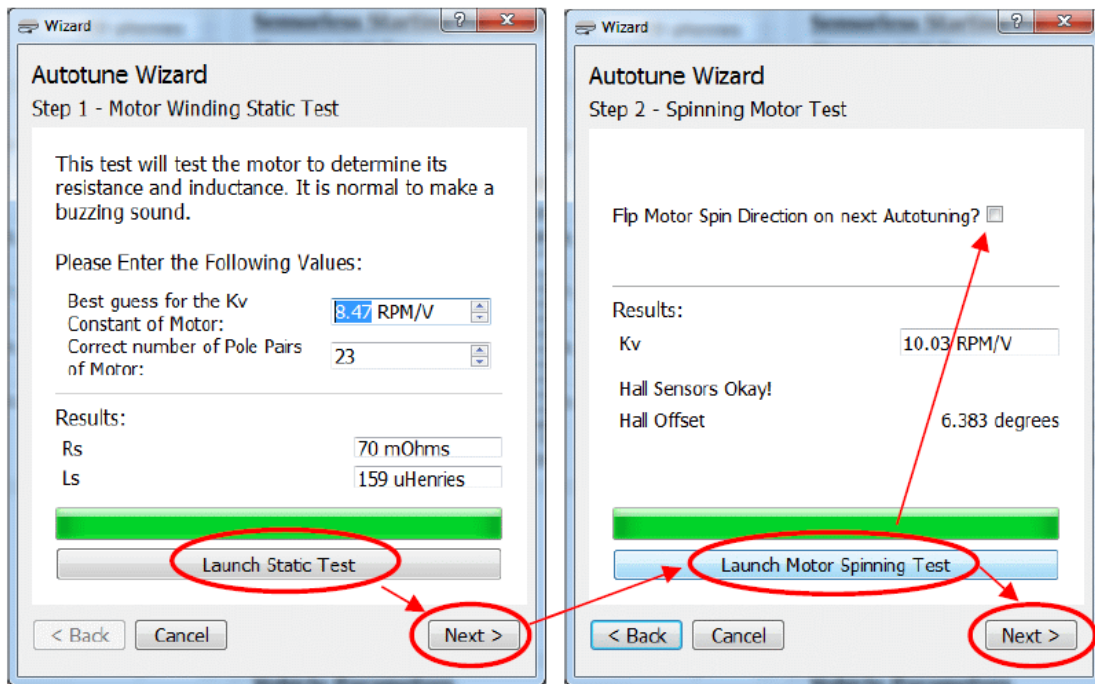 Wizard
Autotune Wizard
Step 1 - Motor Winding Static Test
This test will test the motor to determine its
resistance and inductance. It is normal to make a
buzzing sound.
Please Enter the Following Values:
Best guess for the Kv
Constant of Motor:
8.47 RPM/V
Correct number of Pole Pairs
of Motor:
23
Results:
Rs
70 mOhms
Ls
159 uHenries
Launch Static Test
< Back
Cancel
Next >
Wizard
Autotune Wizard
Step 2 - Spinning Motor Test
Flp Motor Spin Direction on next Autotuning?
Results:
Kv
10.03 RPM/V
Hall Sensors Okay!
Hall Offset
6.383 degrees
Launch Motor Spinning Test
< Back
Cancel
Next >